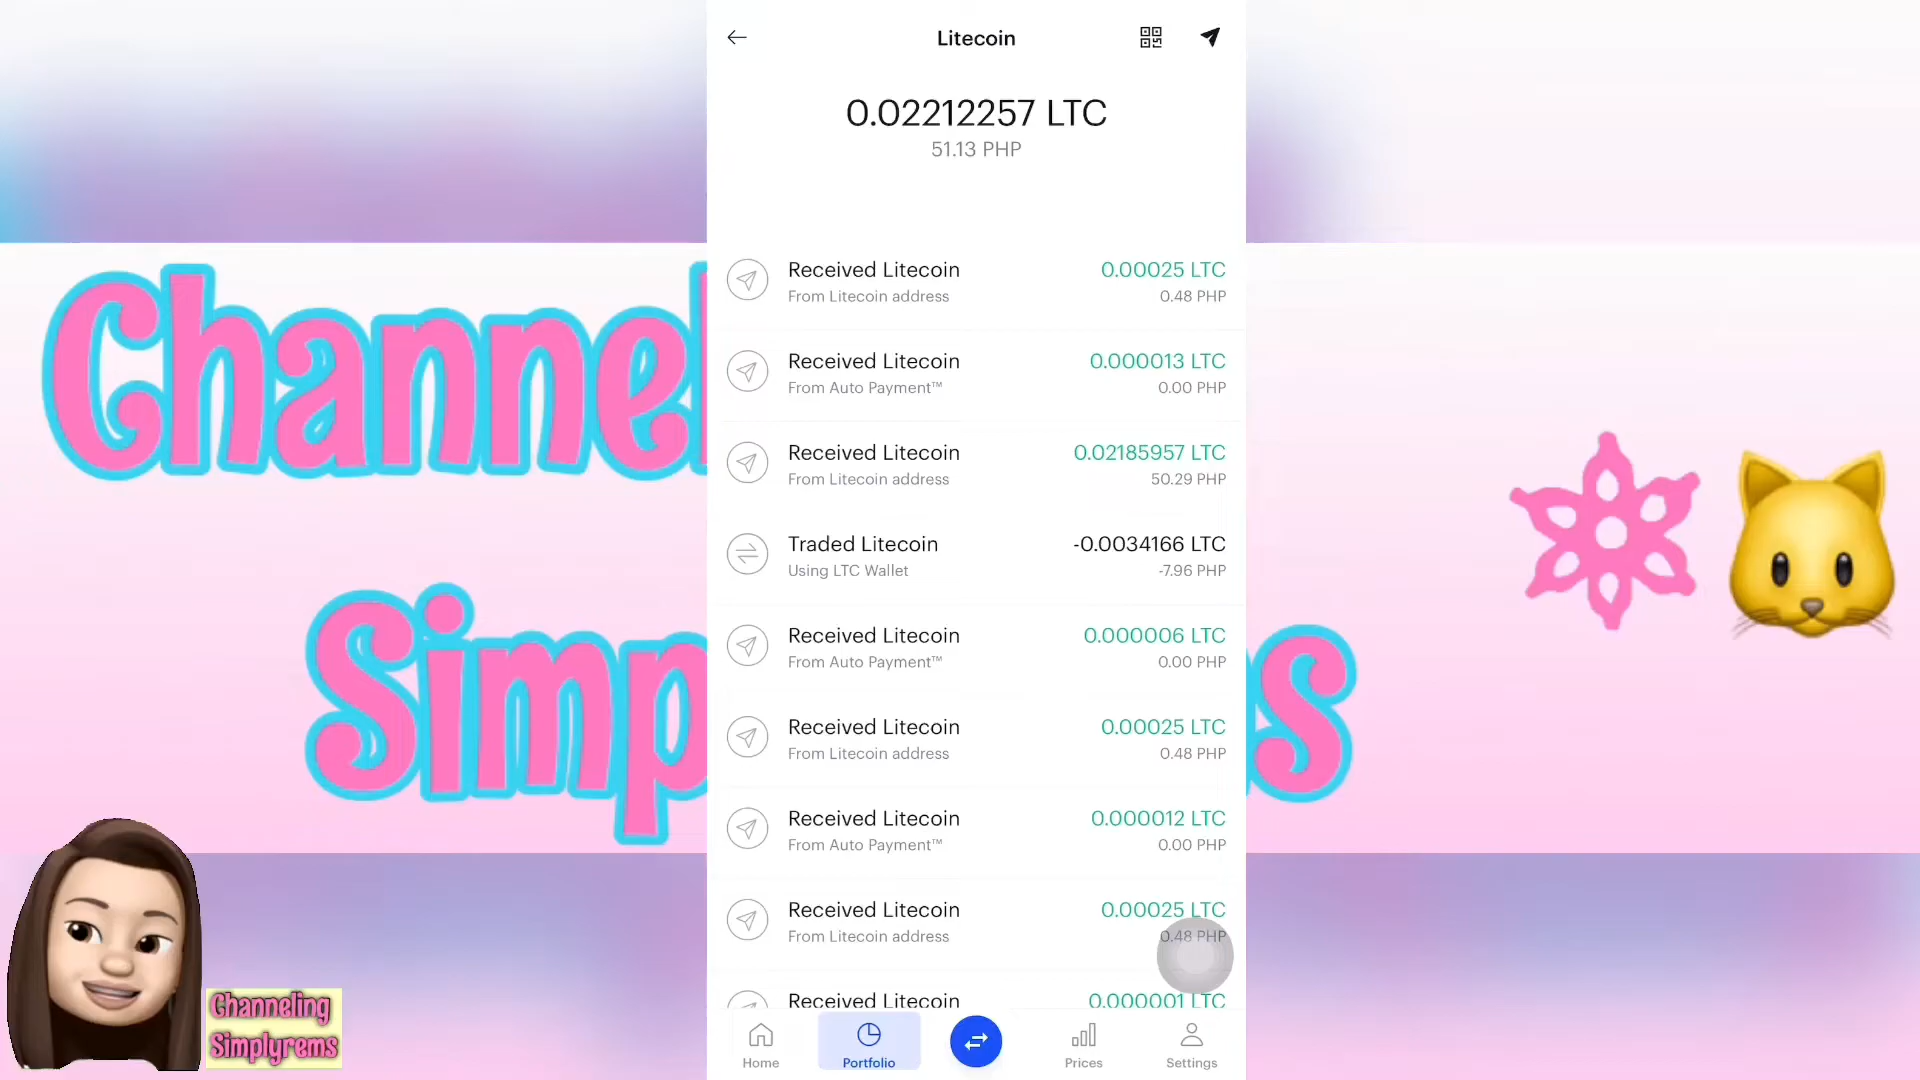 Litecoin
0.02212257 LTC
51.13 PHP
Received Litecoin 0.00025 LTC
From Litecoin address 0.48 PHP
Received Litecoin 0.000013 LTC
From Auto Payment™ 0.00 PHP
Received Litecoin 0.02185957 LTC
From Litecoin address 50.29 PHP
Traded Litecoin -0.0034166 LTC
Using LTC Wallet -7.96 PHP
Received Litecoin 0.000006 LTC
From Auto Payment™ 0.00 PHP
Received Litecoin 0.00025 LTC
From Litecoin address 0.48 PHP
Received Litecoin 0.000012 LTC
From Auto Payment™ 0.00 PHP
Received Litecoin 0.00025 LTC
From Litecoin address 0.48 PHP
Received Litecoin 0.000001 LTC
Home Portfolio Prices Settings
Channel
Simp s
Channeling
Simplyrems